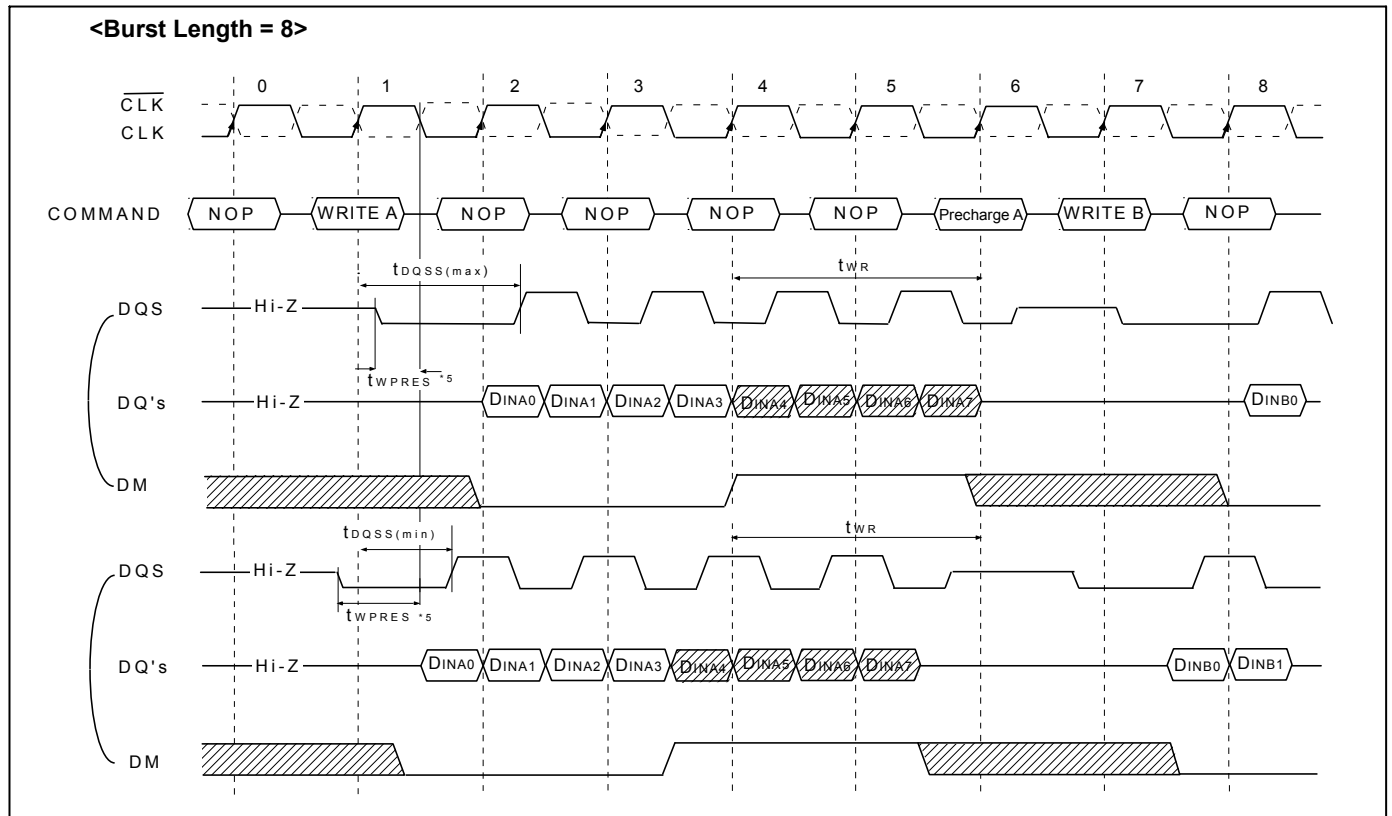 <Burst Length = 8>
0 1 2 3 4 5 6 7 8
CLK
CLK
COMMAND NOP WRITE A NOP NOP NOP NOP Precharge A WRITE B NOP
tDQSS(max) tWR
DQS Hi-Z
tWPRES *5
DQ's Hi-Z DINA0 DINA1 DINA2 DINA3 DINA4 DINA5 DINA6 DINA7 DINB0
DM
tDQSS(min) tWR
DQS Hi-Z
tWPRES *5
DQ's Hi-Z DINA0 DINA1 DINA2 DINA3 DINA4 DINA5 DINA6 DINA7 DINB0 DINB1
DM